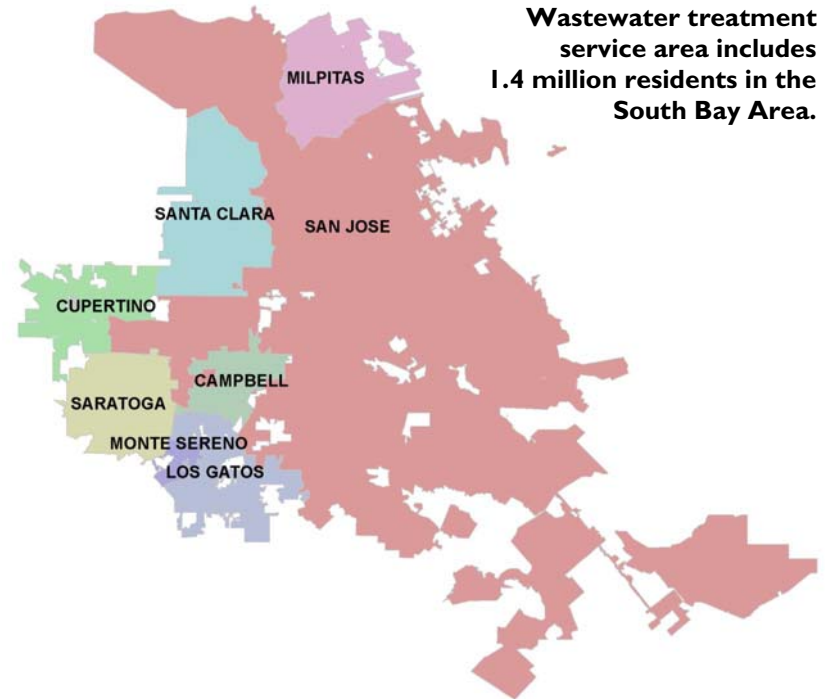 Wastewater treatment
service area includes
1.4 million residents in the
South Bay Area.
MILPITAS
SANTA CLARA
SAN JOSE
CUPERTINO
CAMPBELL
SARATOGA
MONTE SERENO
LOS GATOS